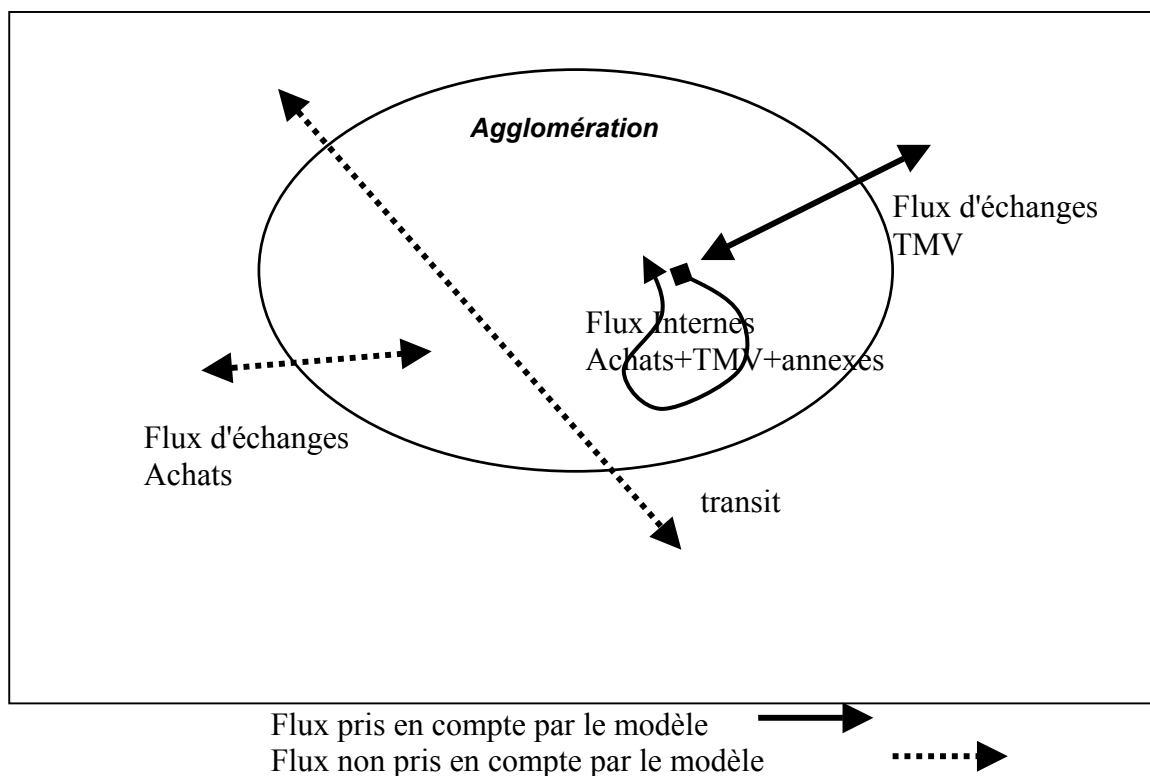 Agglomération
Flux d'échanges
TMV
Flux Internes
Achats+TMV+annexes
Flux d'échanges
Achats
transit
Flux pris en compte par le modèle
Flux non pris en compte par le modèle